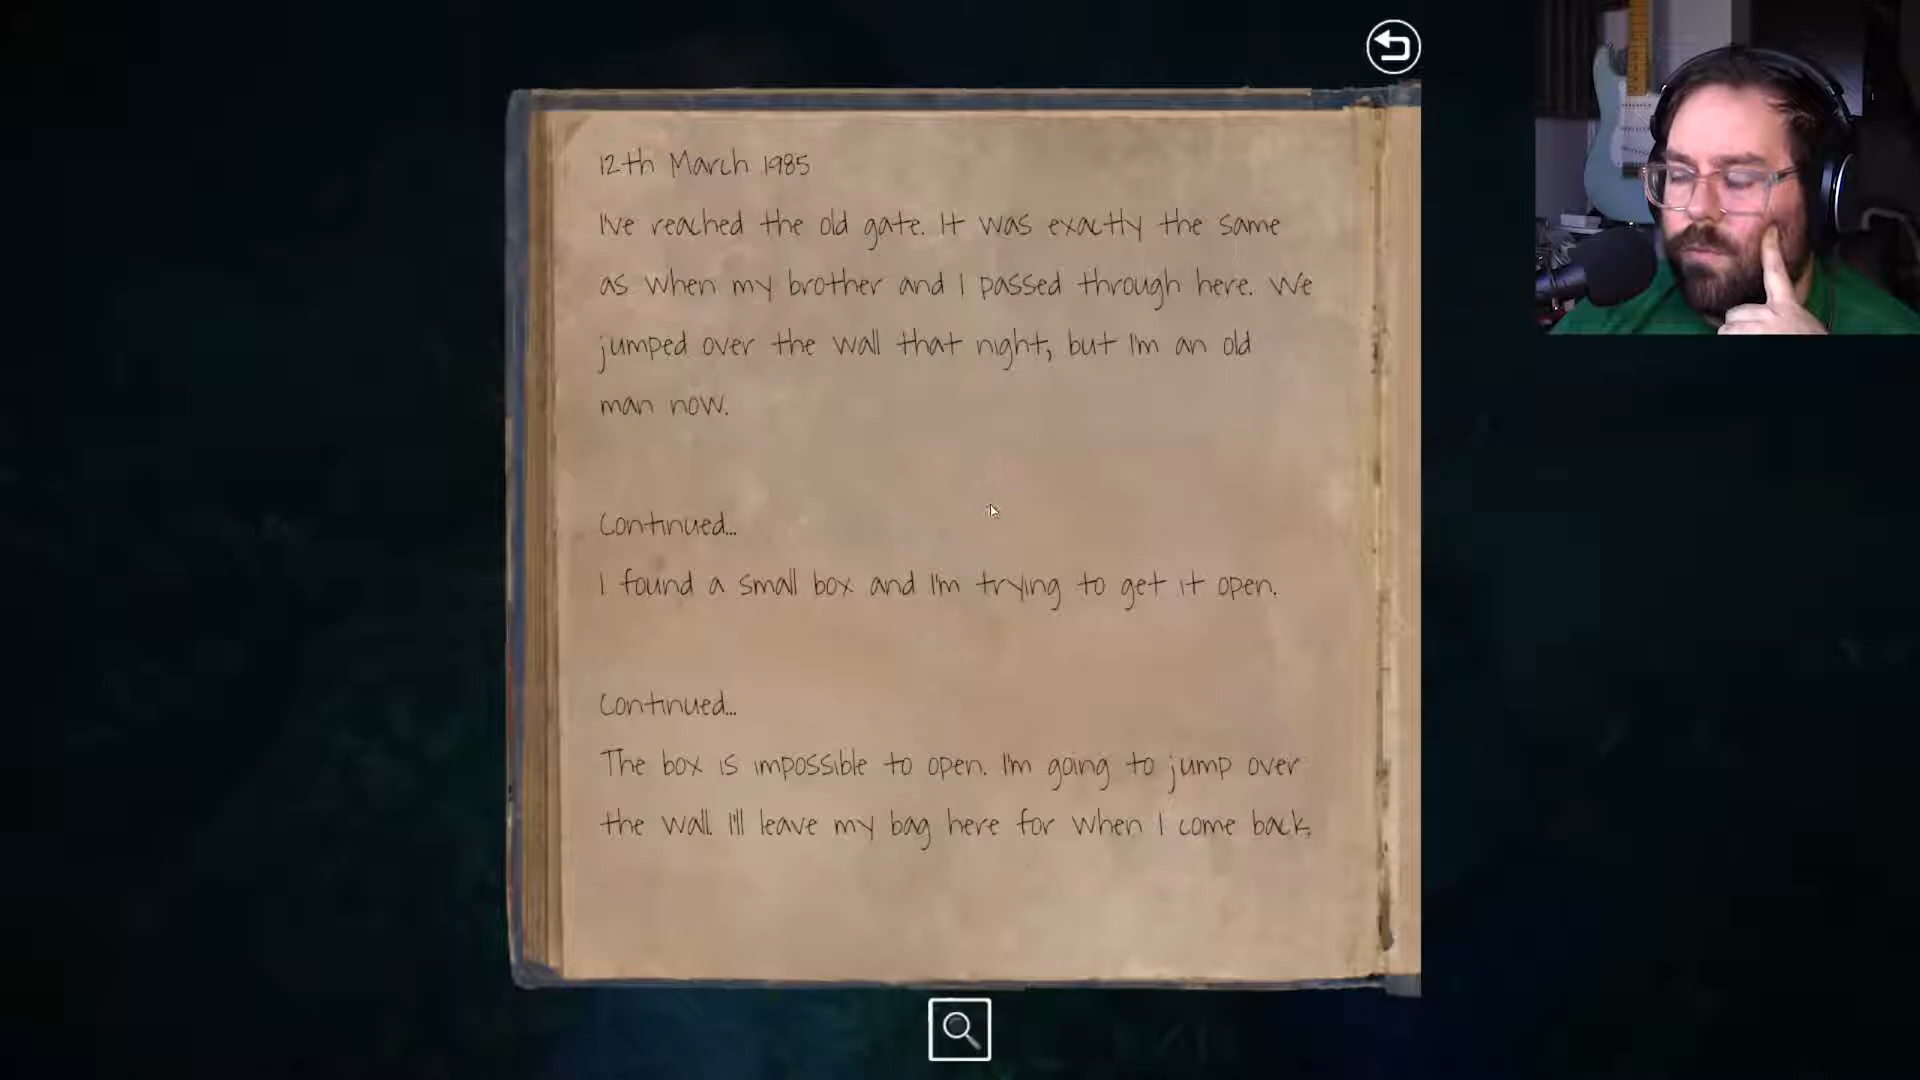 12th March 1985
I've reached the old gate. It was exactly the same
as when my brother and I passed through here. We
jumped over the wall that night, but I'm an old
man now.
Continued...
I found a small box and I'm trying to get it open.
Continued...
The box is impossible to open. I'm going to jump over
the wall. I'll leave my bag here for when I come back.